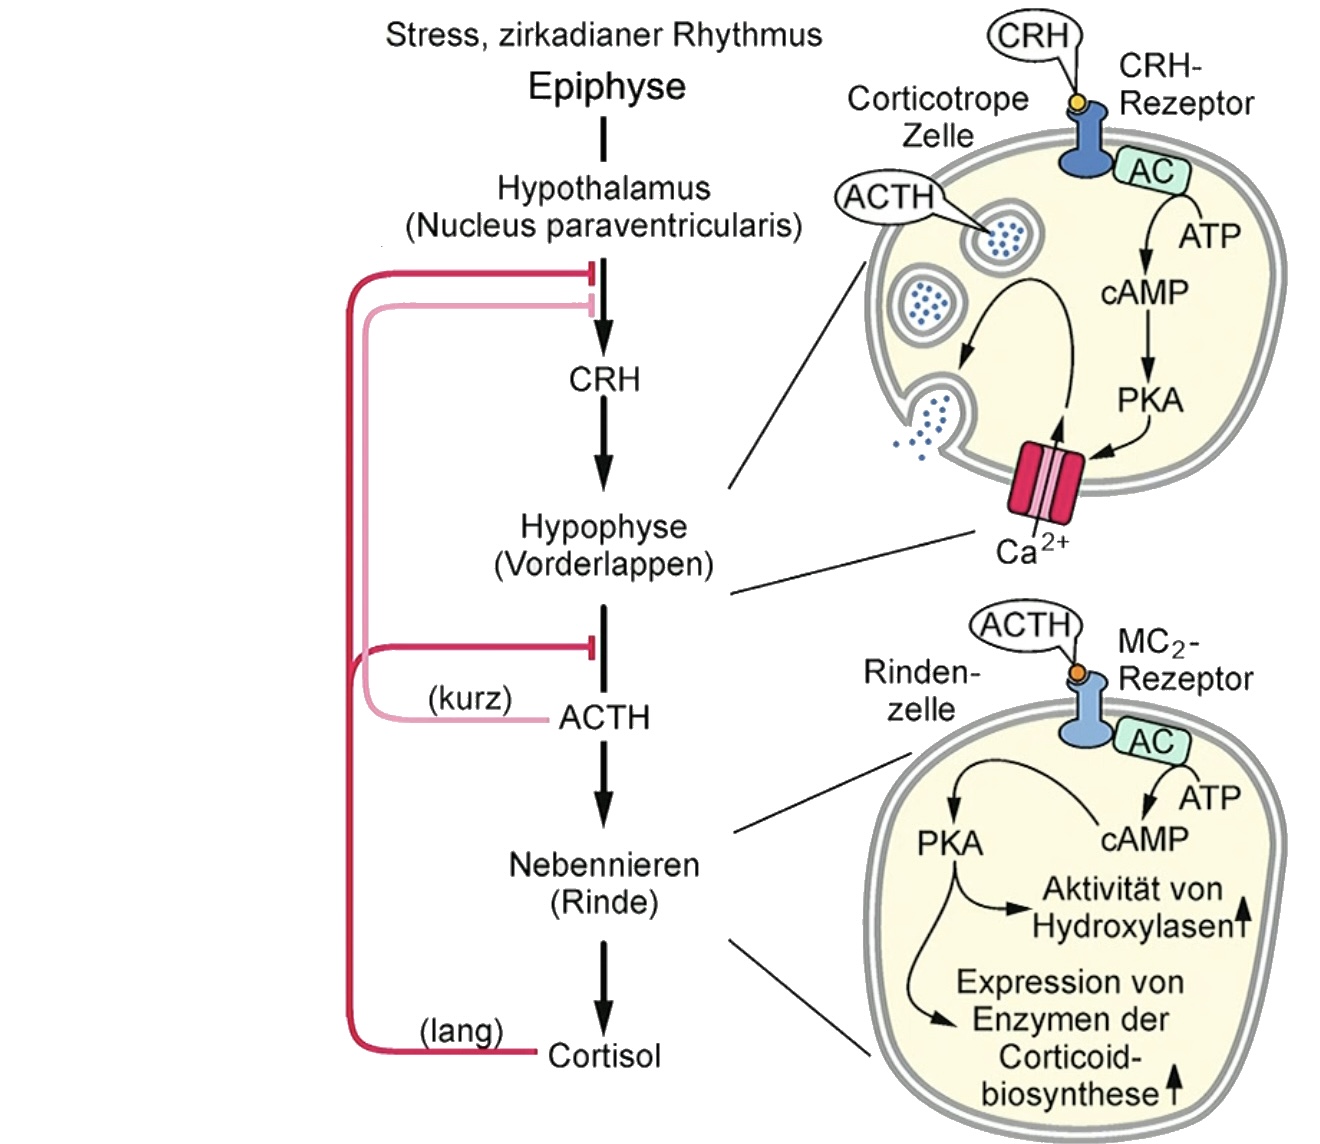 Stress, zirkadianer Rhythmus
Epiphyse
Hypothalamus
(Nucleus paraventricularis)
CRH
Hypophyse
(Vorderlappen)
(kurz)
ACTH
Nebennieren
(Rinde)
(lang)
Cortisol
CRH
CRH-
Rezeptor
Corticotrope
Zelle
AC
ACTH
ATP
cAMP
PKA
Ca2+
ACTH
MC2-
Rezeptor
Rinden-
zelle
AC
ATP
cAMP
PKA
Aktivität von
Hydroxylasen
Expression von
Enzymen der
Corticoid-
biosynthese